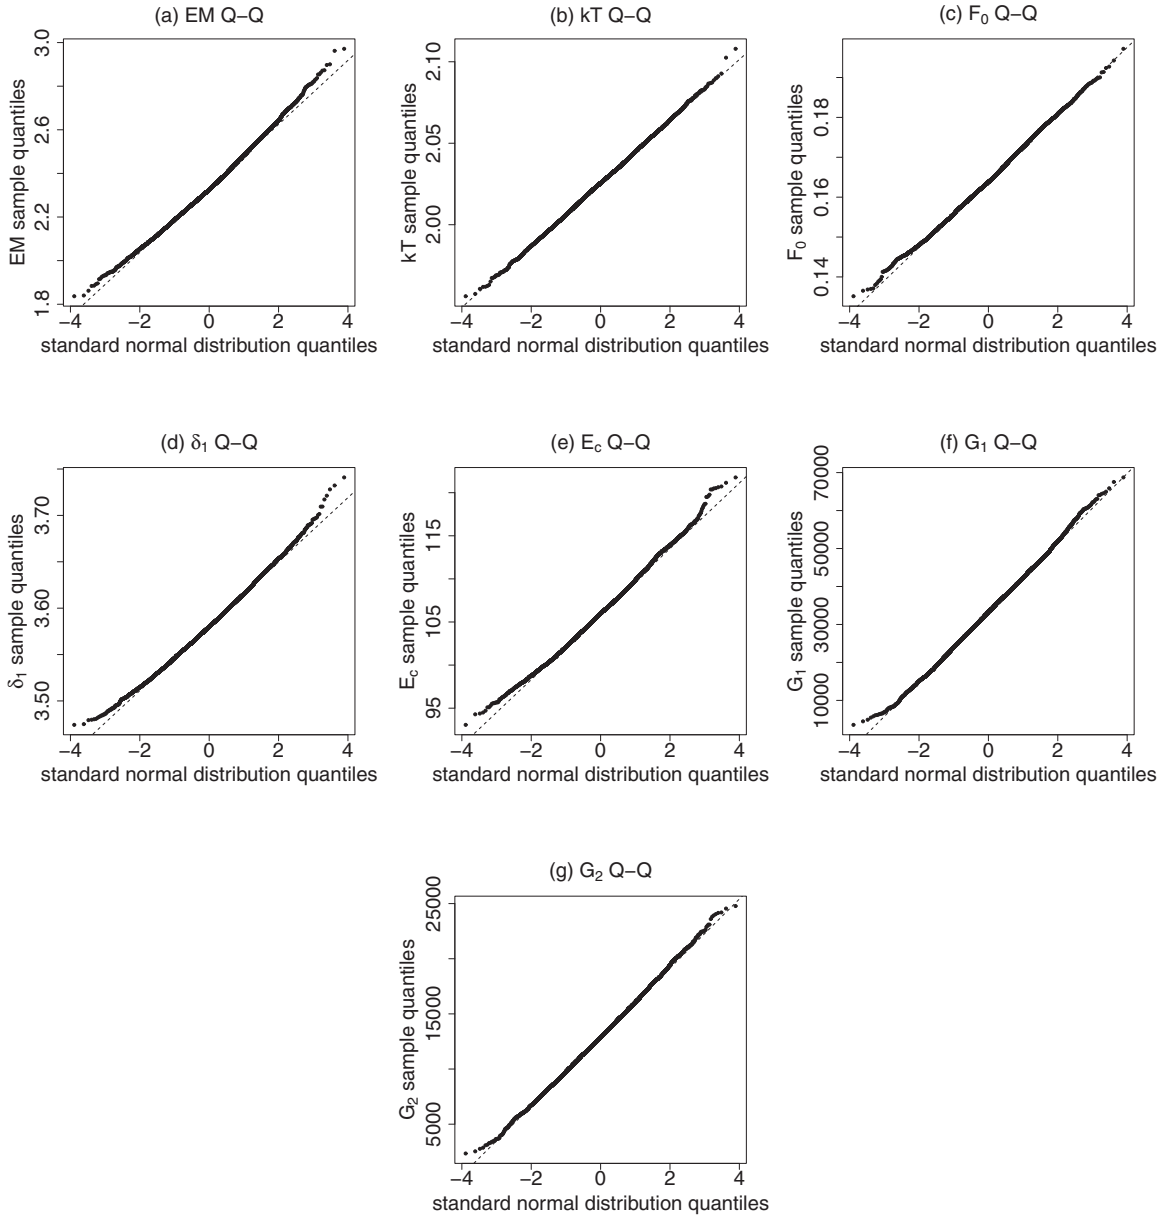 (a) EM Q−Q
EM sample quantiles
1.8 2.2 2.6 3.0
−4 −2 0 2 4
standard normal distribution quantiles
(b) kT Q−Q
kT sample quantiles
2.00 2.05 2.10
−4 −2 0 2 4
standard normal distribution quantiles
(c) F₀ Q−Q
F₀ sample quantiles
0.14 0.16 0.18
−4 −2 0 2 4
standard normal distribution quantiles
(d) δ₁ Q−Q
δ₁ sample quantiles
3.50 3.60 3.70
−4 −2 0 2 4
standard normal distribution quantiles
(e) E꜀ Q−Q
E꜀ sample quantiles
95 105 115
−4 −2 0 2 4
standard normal distribution quantiles
(f) G₁ Q−Q
G₁ sample quantiles
10000 30000 50000 70000
−4 −2 0 2 4
standard normal distribution quantiles
(g) G₂ Q−Q
G₂ sample quantiles
5000 15000 25000
−4 −2 0 2 4
standard normal distribution quantiles